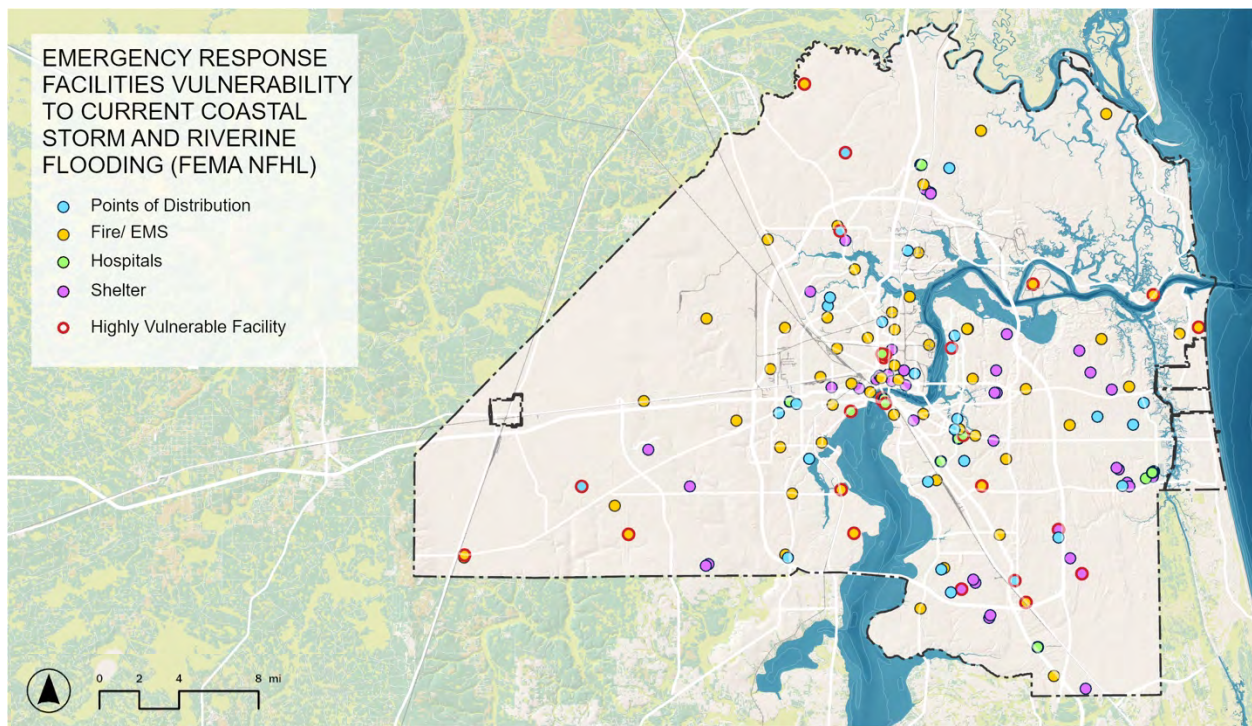 EMERGENCY RESPONSE
FACILITIES VULNERABILITY
TO CURRENT COASTAL
STORM AND RIVERINE
FLOODING (FEMA NFHL)
Points of Distribution
Fire/ EMS
Hospitals
Shelter
Highly Vulnerable Facility
0 2 4 8 mi